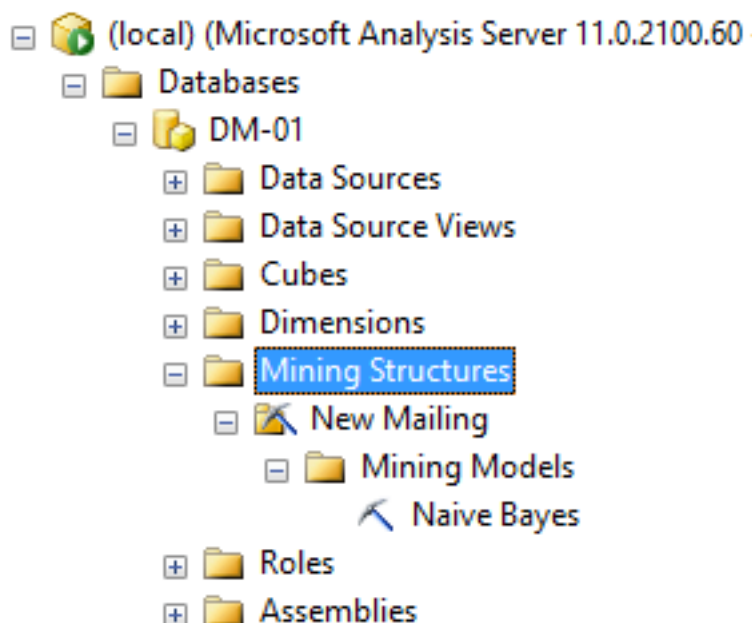 (local) (Microsoft Analysis Server 11.0.2100.60
Databases
DM-01
Data Sources
Data Source Views
Cubes
Dimensions
Mining Structures
New Mailing
Mining Models
Naive Bayes
Roles
Assemblies